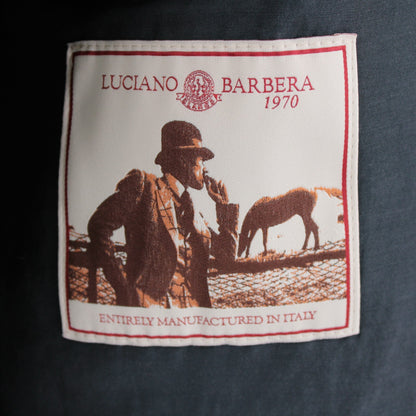 LUCIANO BARBERA
1970
ENTIRELY MANUFACTURED IN ITALY